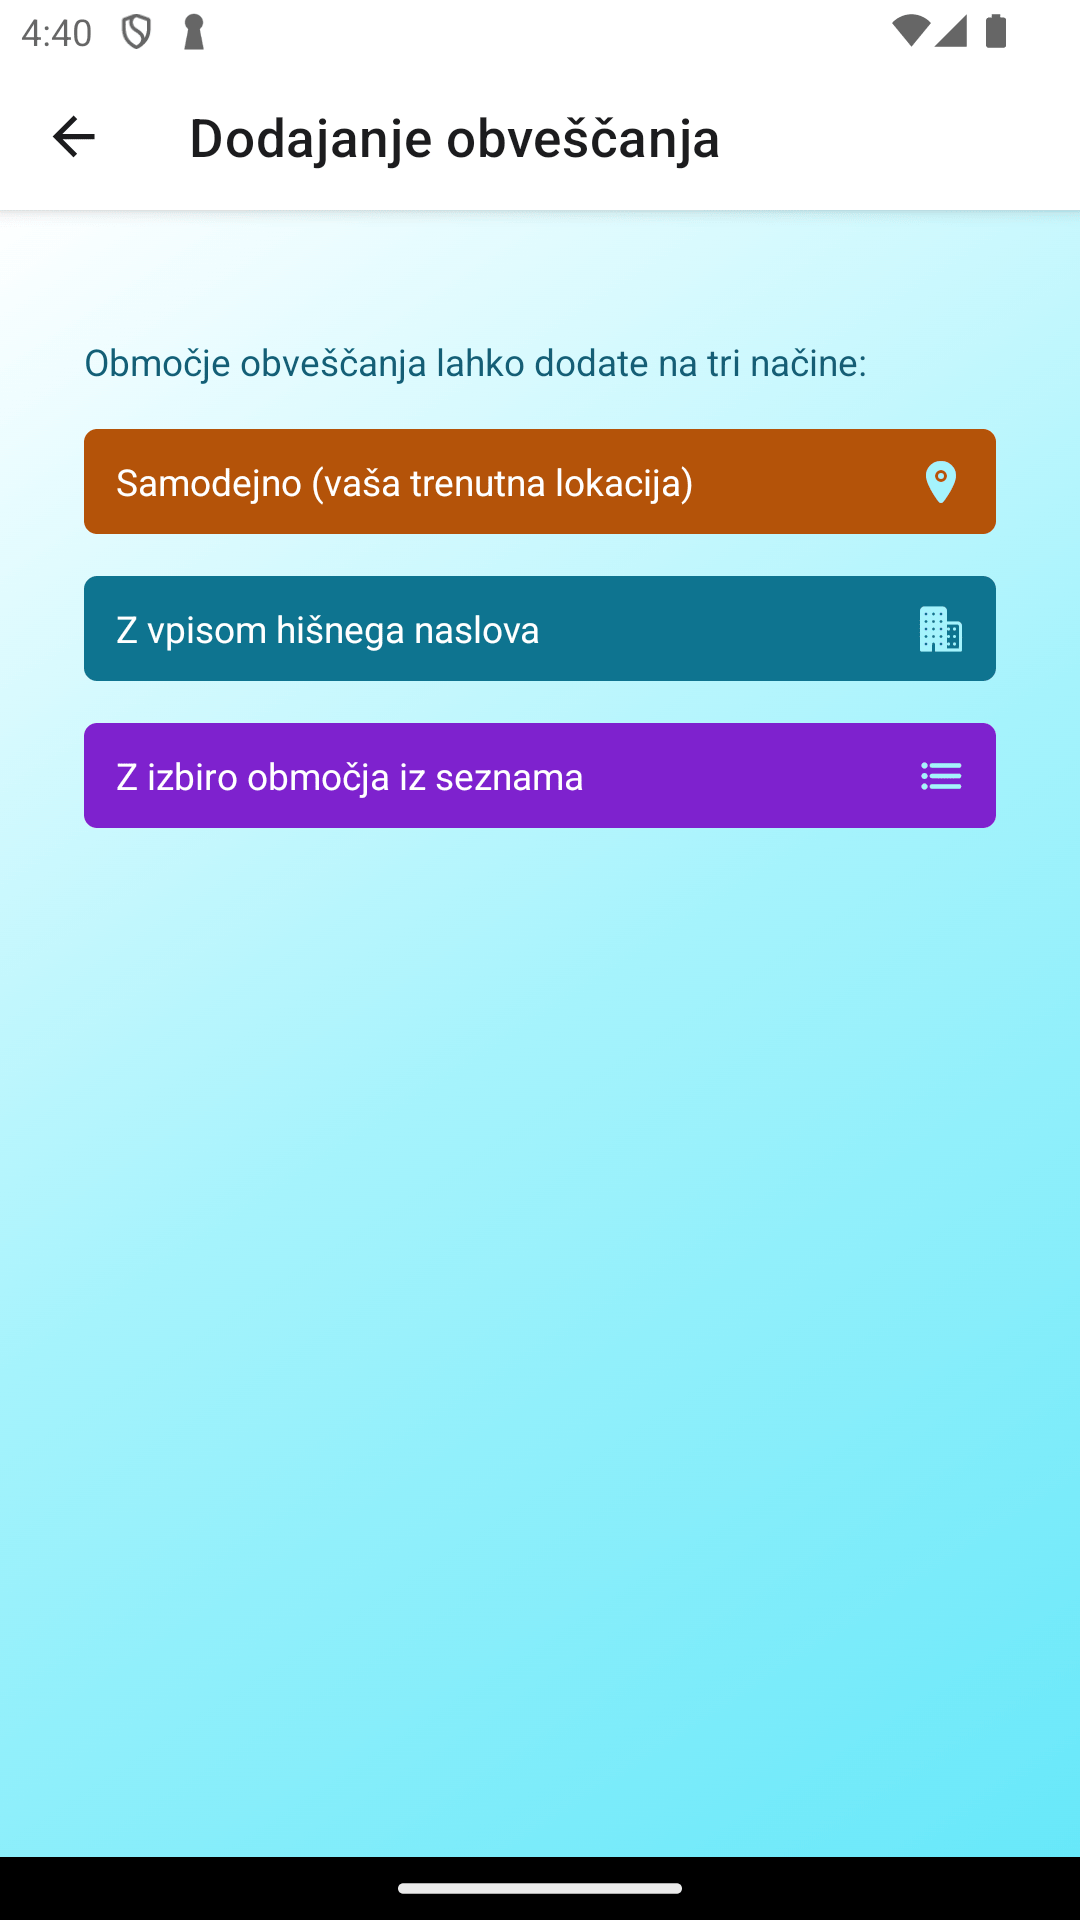 4:40
Dodajanje obveščanja
Območje obveščanja lahko dodate na tri načine:
Samodejno (vaša trenutna lokacija)
Z vpisom hišnega naslova
Z izbiro območja iz seznama